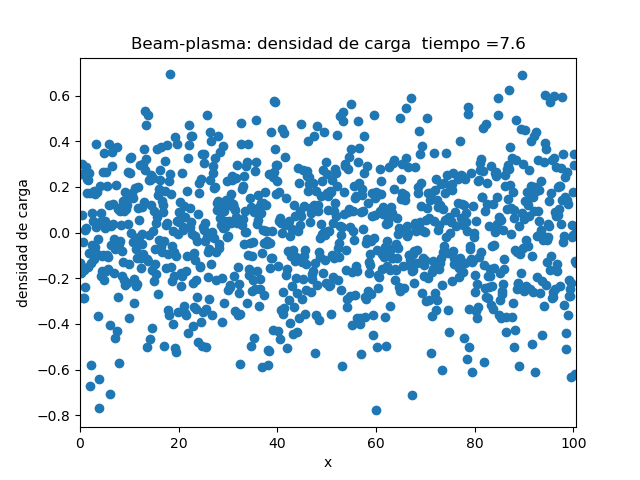 Beam-plasma: densidad de carga  tiempo =7.6
densidad de carga
0.6
0.4
0.2
0.0
−0.2
−0.4
−0.6
−0.8
0 20 40 60 80 100
x